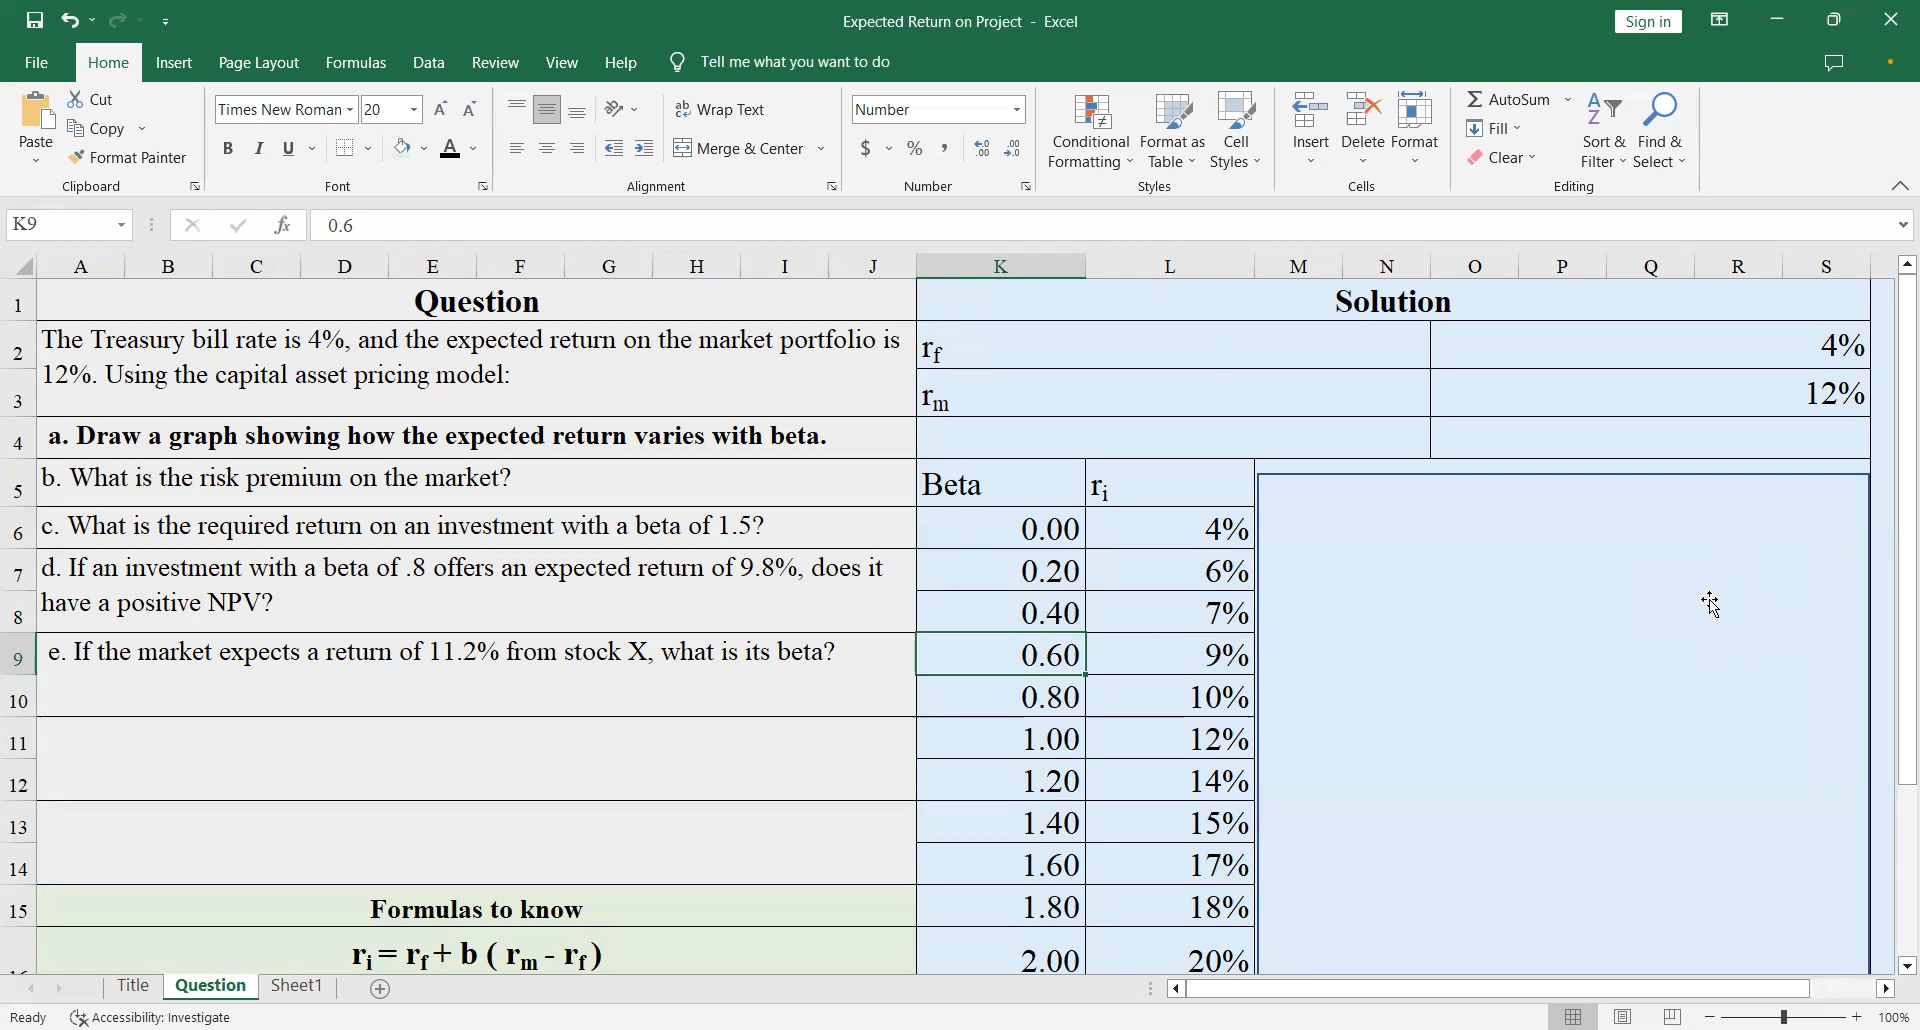 Expected Return on Project - Excel
Sign in
File
Home
Insert
Page Layout
Formulas
Data
Review
View
Help
Tell me what you want to do
Paste
Cut
Copy
Format Painter
Clipboard
Times New Roman
20
A
A
B
I
U
A
Font
ab
Wrap Text
Merge & Center
Alignment
Number
$ % ,
Number
Conditional
Formatting
Format as
Table
Cell
Styles
Styles
Insert
Delete
Format
Cells
AutoSum
Fill
Clear
Sort &
Filter
Find &
Select
Editing
K9
fx
0.6
A B C D E F G H I J K L M N O P Q R S
1 Question Solution
2 The Treasury bill rate is 4%, and the expected return on the market portfolio is rf 4%
12%. Using the capital asset pricing model:
3 rm 12%
4 a. Draw a graph showing how the expected return varies with beta.
5 b. What is the risk premium on the market? Beta ri
6 c. What is the required return on an investment with a beta of 1.5? 0.00 4%
7 d. If an investment with a beta of .8 offers an expected return of 9.8%, does it 0.20 6%
8 have a positive NPV? 0.40 7%
9 e. If the market expects a return of 11.2% from stock X, what is its beta? 0.60 9%
10 0.80 10%
11 1.00 12%
12 1.20 14%
13 1.40 15%
14 1.60 17%
15 Formulas to know 1.80 18%
ri = rf + b ( rm - rf ) 2.00 20%
Title
Question
Sheet1
Ready
Accessibility: Investigate
100%